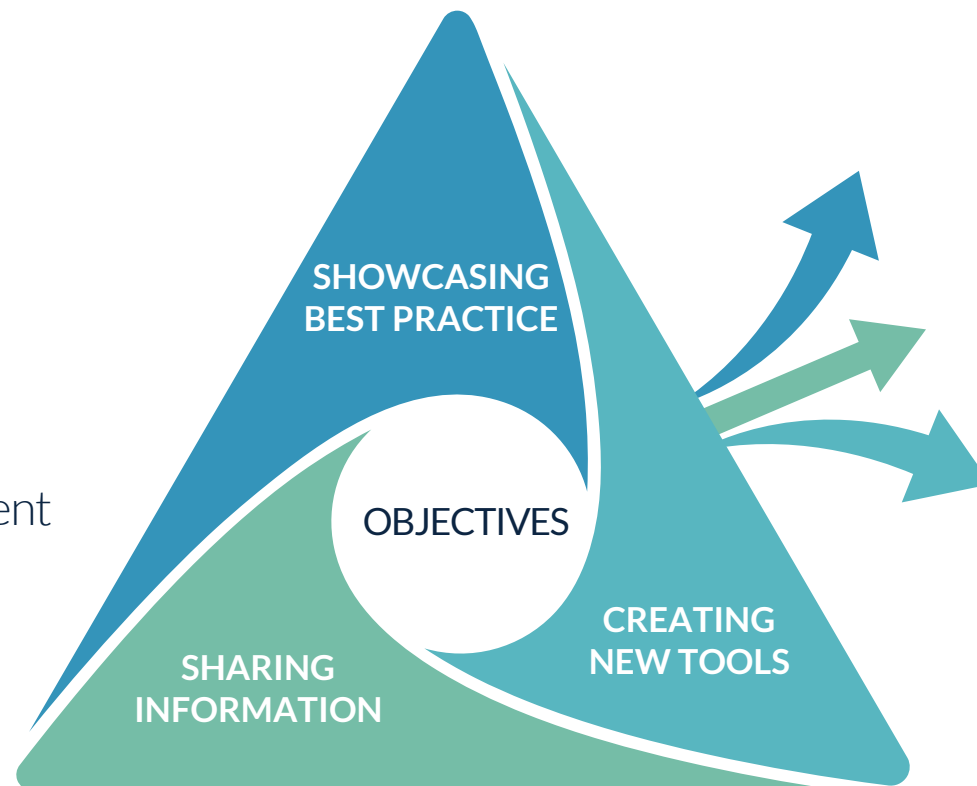 SHOWCASING
BEST PRACTICE
OBJECTIVES
CREATING
NEW TOOLS
SHARING
INFORMATION